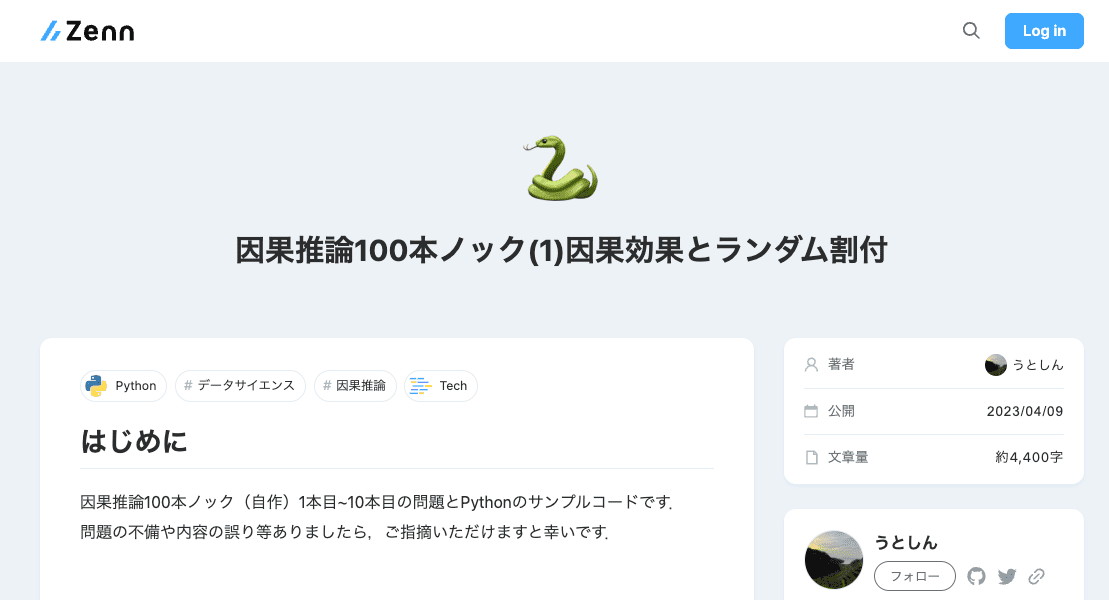 Zenn
Log in
因果推論100本ノック(1)因果効果とランダム割付
Python
# データサイエンス
# 因果推論
Tech
はじめに
因果推論100本ノック（自作）1本目~10本目の問題とPythonのサンプルコードです．
問題の不備や内容の誤り等ありましたら，ご指摘いただけますと幸いです．
著者
うとしん
公開
2023/04/09
文章量
約4,400字
うとしん
フォロー